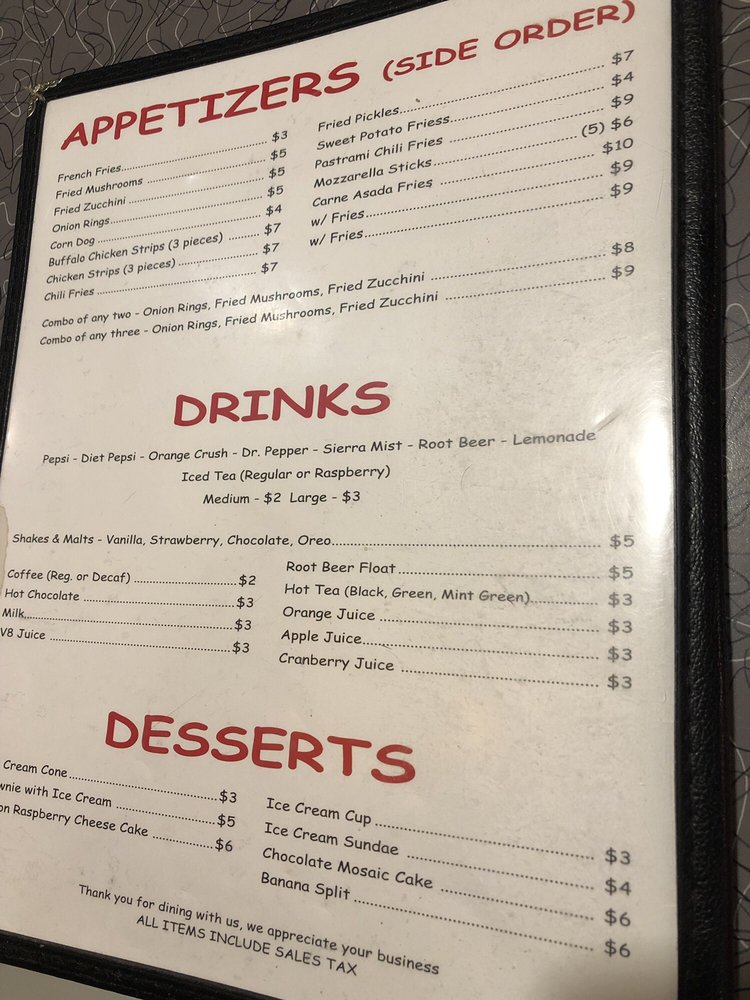 APPETIZERS (SIDE ORDER)
French Fries $3
Fried Mushrooms $5
Fried Zucchini $5
Onion Rings $5
Corn Dog $4
Buffalo Chicken Strips (3 pieces) $7
Chicken Strips (3 pieces) $7
Chili Fries $7
Fried Pickles $7
Sweet Potato Friess $4
Pastrami Chili Fries $9
Mozzarella Sticks (5) $6
Carne Asada Fries $10
w/ Fries $9
w/ Fries $9
Combo of any two - Onion Rings, Fried Mushrooms, Fried Zucchini $8
Combo of any three - Onion Rings, Fried Mushrooms, Fried Zucchini $9
DRINKS
Pepsi - Diet Pepsi - Orange Crush - Dr. Pepper - Sierra Mist - Root Beer - Lemonade
Iced Tea (Regular or Raspberry)
Medium - $2 Large - $3
Shakes & Malts - Vanilla, Strawberry, Chocolate, Oreo $5
Coffee (Reg. or Decaf) $2
Hot Chocolate $3
Milk $3
V8 Juice $3
Root Beer Float $5
Hot Tea (Black, Green, Mint Green) $3
Orange Juice $3
Apple Juice $3
Cranberry Juice $3
DESSERTS
Cream Cone $3
wnie with Ice Cream $5
on Raspberry Cheese Cake $6
Ice Cream Cup $3
Ice Cream Sundae $4
Chocolate Mosaic Cake $6
Banana Split $6
Thank you for dining with us, we appreciate your business
ALL ITEMS INCLUDE SALES TAX